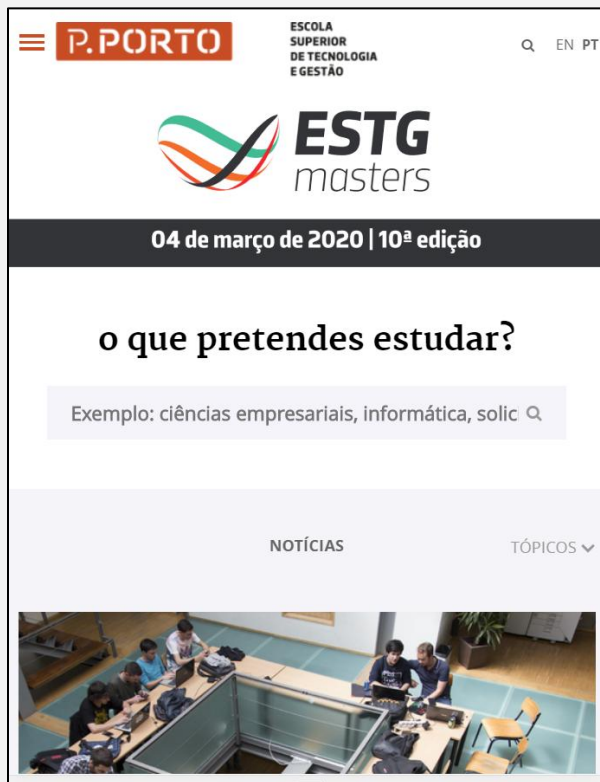 P.PORTO
ESCOLA
SUPERIOR
DE TECNOLOGIA
E GESTÃO
EN PT
ESTG
masters
04 de março de 2020 | 10ª edição
o que pretendes estudar?
Exemplo: ciências empresariais, informática, solic
NOTÍCIAS
TÓPICOS